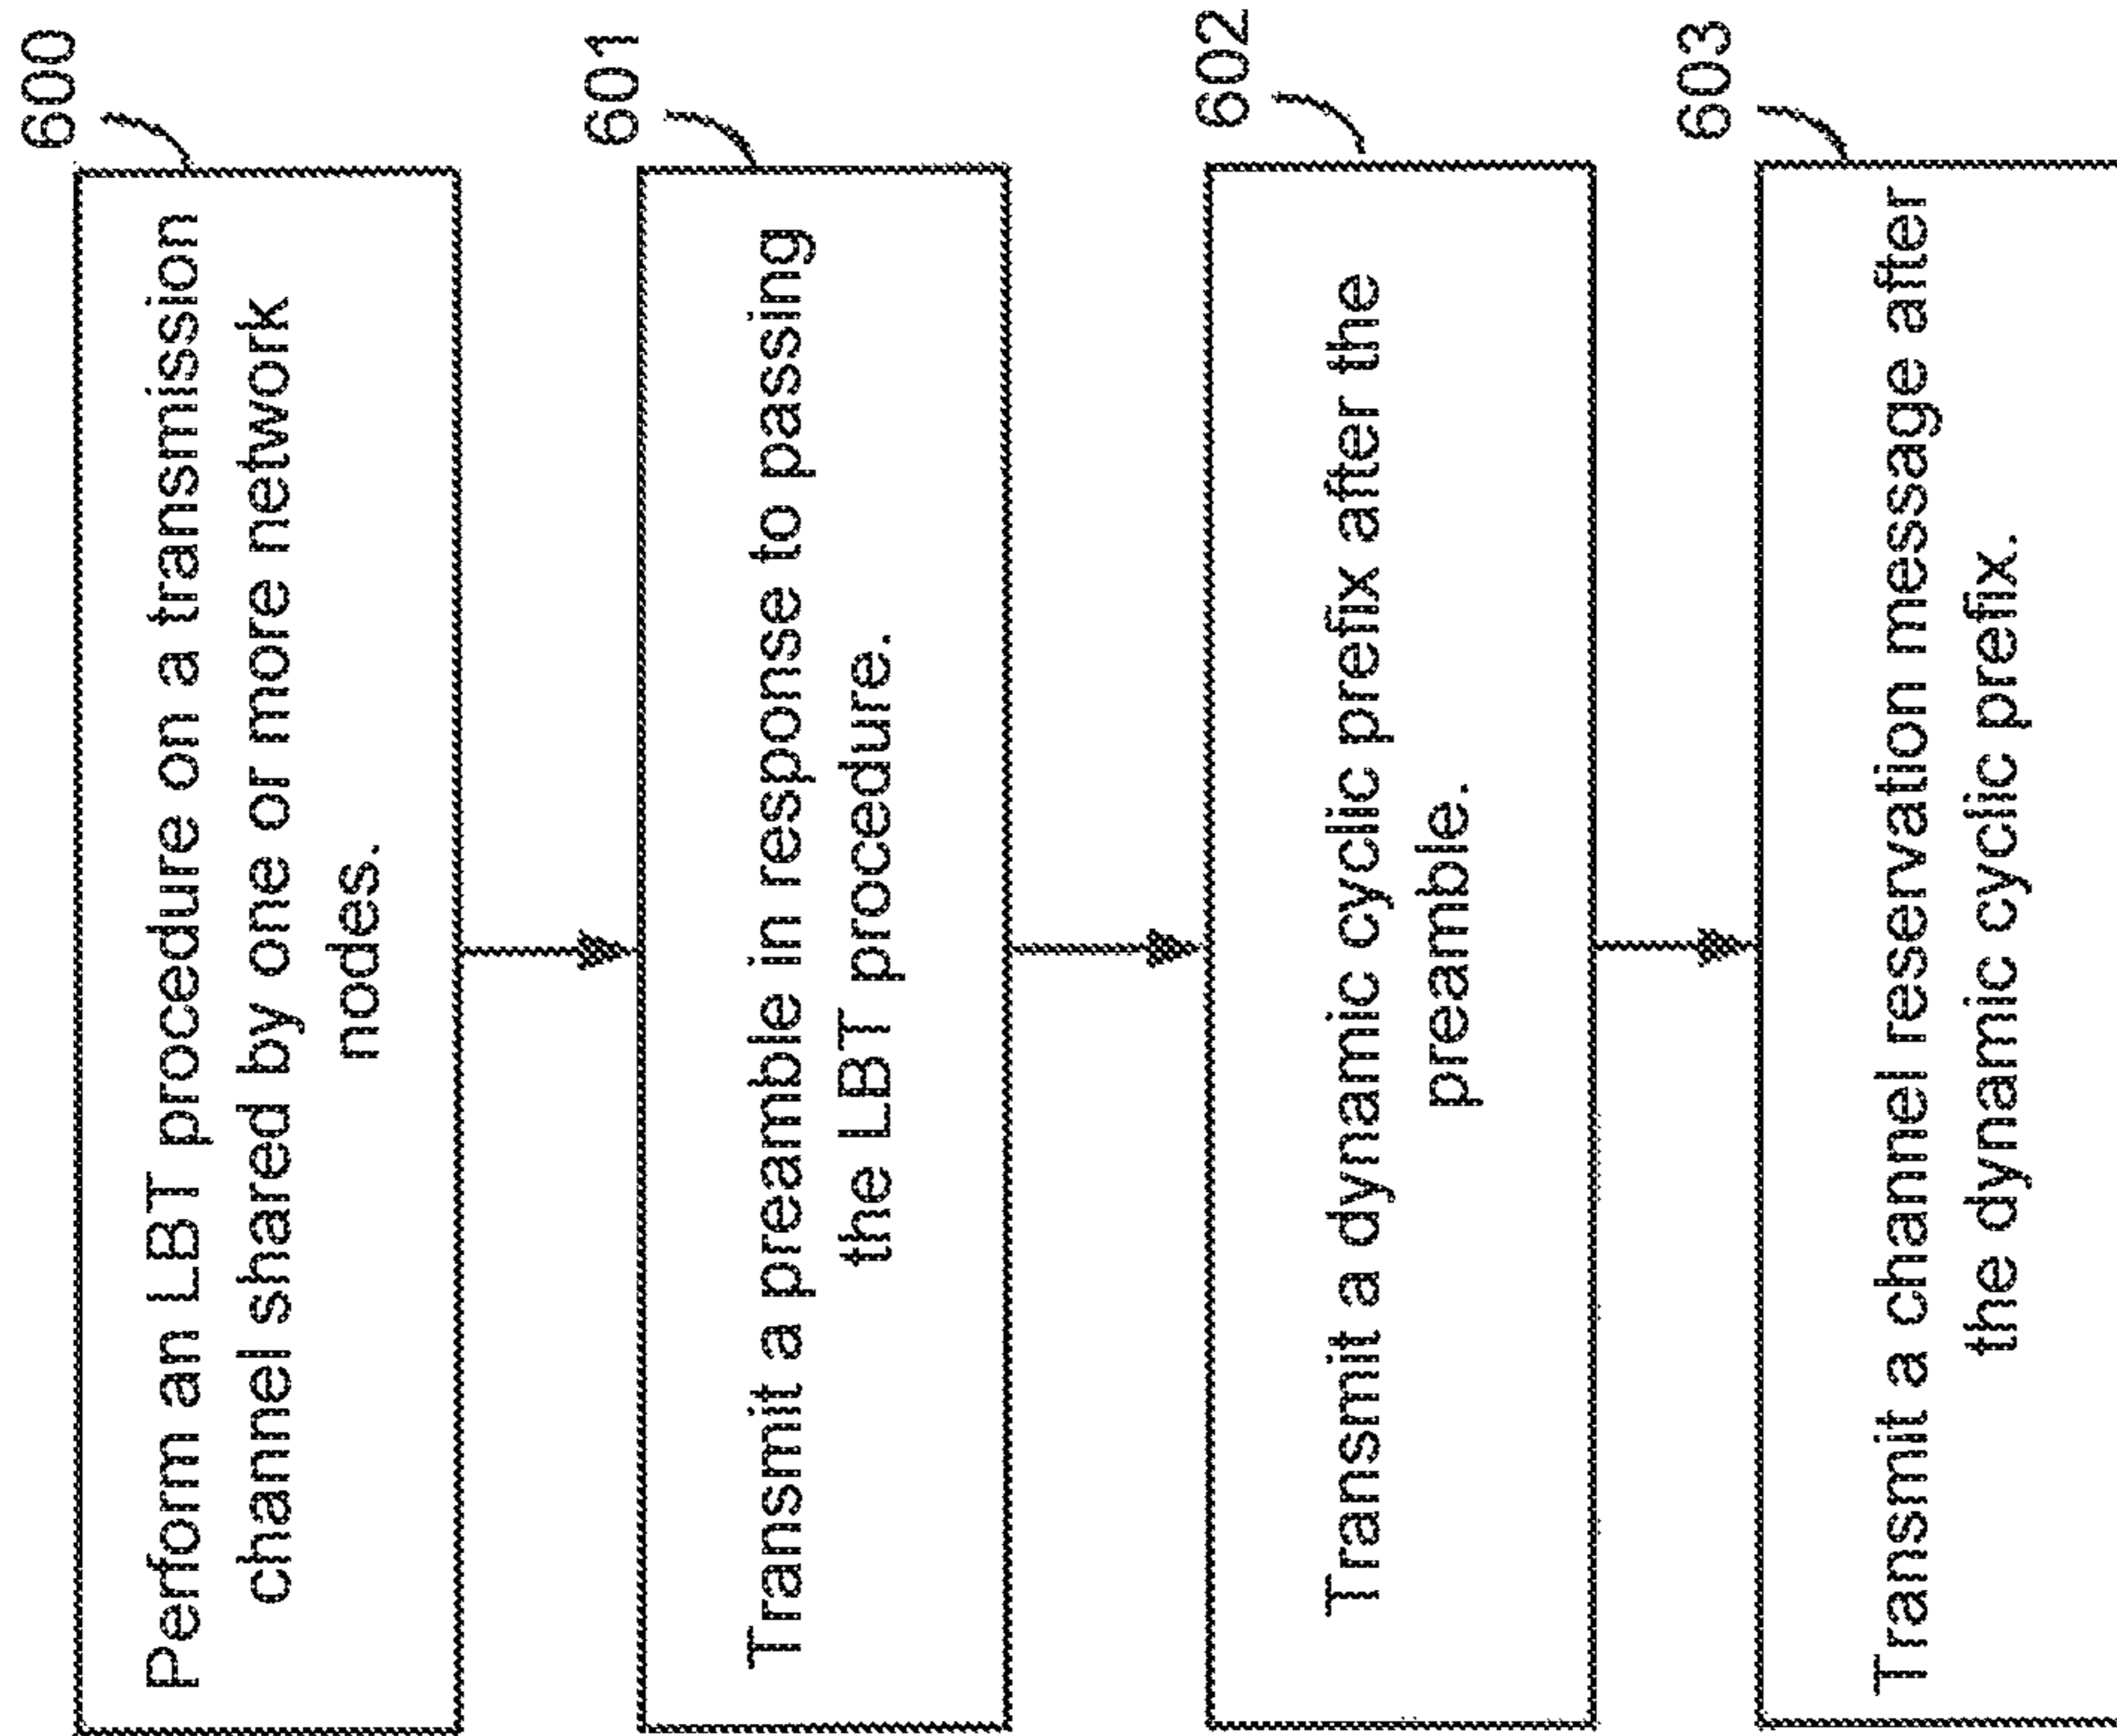 600
Perform an LBT procedure on a transmission
channel shared by one or more network
nodes.
601
Transmit a preamble in response to passing
the LBT procedure.
602
Transmit a dynamic cyclic prefix after the
preamble.
603
Transmit a channel reservation message after
the dynamic cyclic prefix.